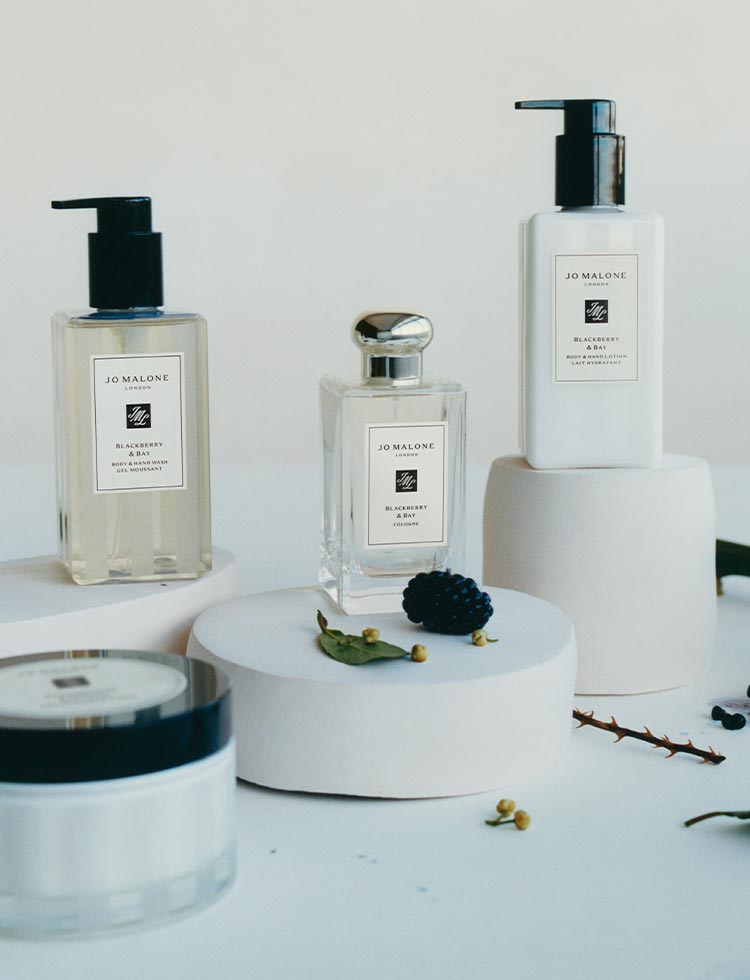 JO MALONE
LONDON
JML
BLACKBERRY
& BAY
BODY & HAND WASH
GEL MOUSSANT
JO MALONE
LONDON
JML
BLACKBERRY
& BAY
COLOGNE
JO MALONE
LONDON
JML
BLACKBERRY
& BAY
BODY & HAND LOTION
LAIT HYDRATANT